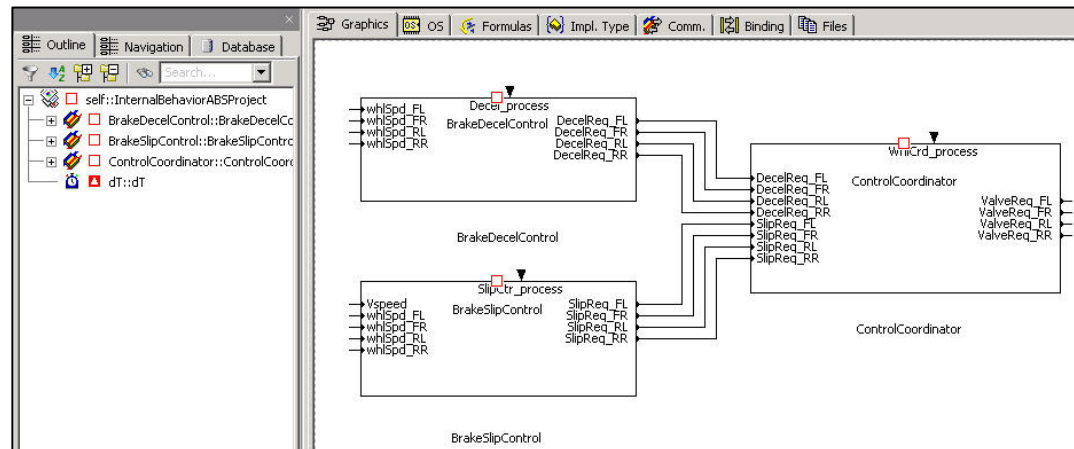 Graphics OS Formulas Impl. Type Comm. Binding Files
Outline Navigation Database
Search...
self::InternalBehaviorABSProject
BrakeDecelControl::BrakeDecelCo
BrakeSlipControl::BrakeSlipContro
ControlCoordinator::ControlCoord
dT::dT
Decel_process
BrakeDecelControl
whlSpd_FL
whlSpd_FR
whlSpd_RL
whlSpd_RR
DecelReq_FL
DecelReq_FR
DecelReq_RL
DecelReq_RR
BrakeDecelControl
SlipCtr_process
BrakeSlipControl
Vspeed
whlSpd_FL
whlSpd_FR
whlSpd_RL
whlSpd_RR
SlipReq_FL
SlipReq_FR
SlipReq_RL
SlipReq_RR
BrakeSlipControl
WhlCrd_process
ControlCoordinator
DecelReq_FL
DecelReq_FR
DecelReq_RL
DecelReq_RR
SlipReq_FL
SlipReq_FR
SlipReq_RL
SlipReq_RR
ValveReq_FL
ValveReq_FR
ValveReq_RL
ValveReq_RR
ControlCoordinator